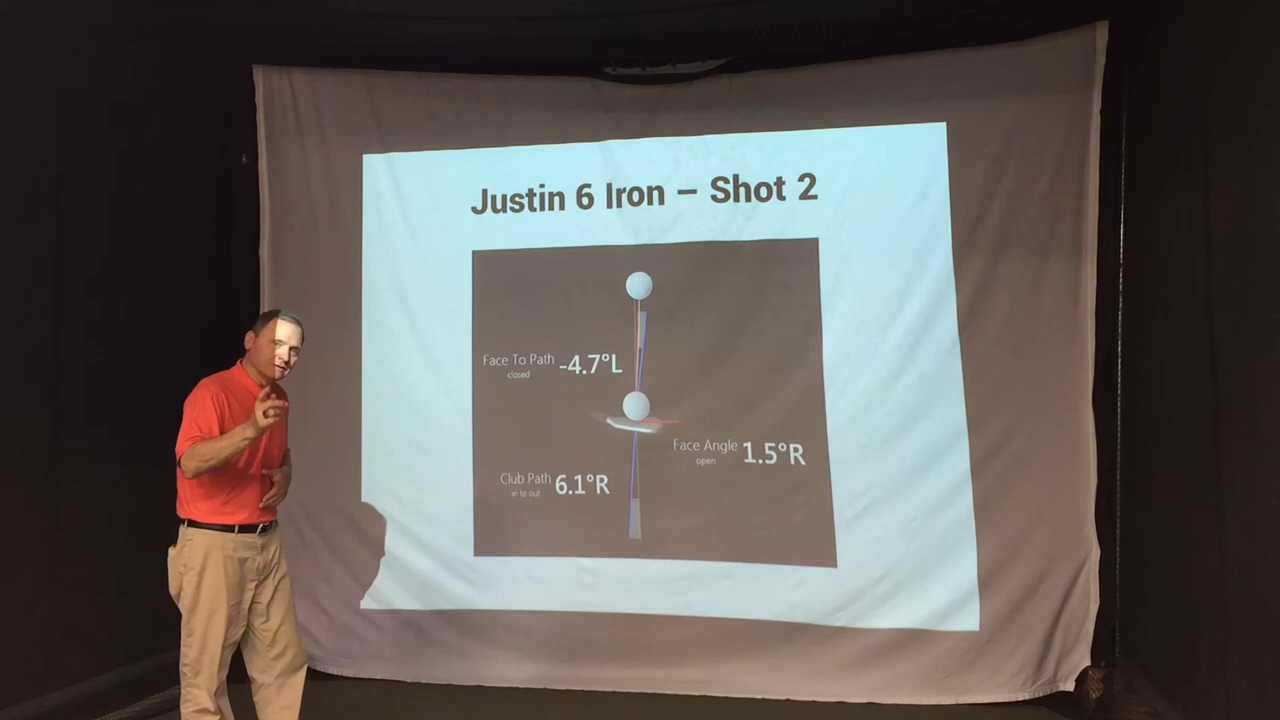 Justin 6 Iron – Shot 2
Face To Path -4.7°L
closed
Face Angle 1.5°R
open
Club Path 6.1°R
in to out